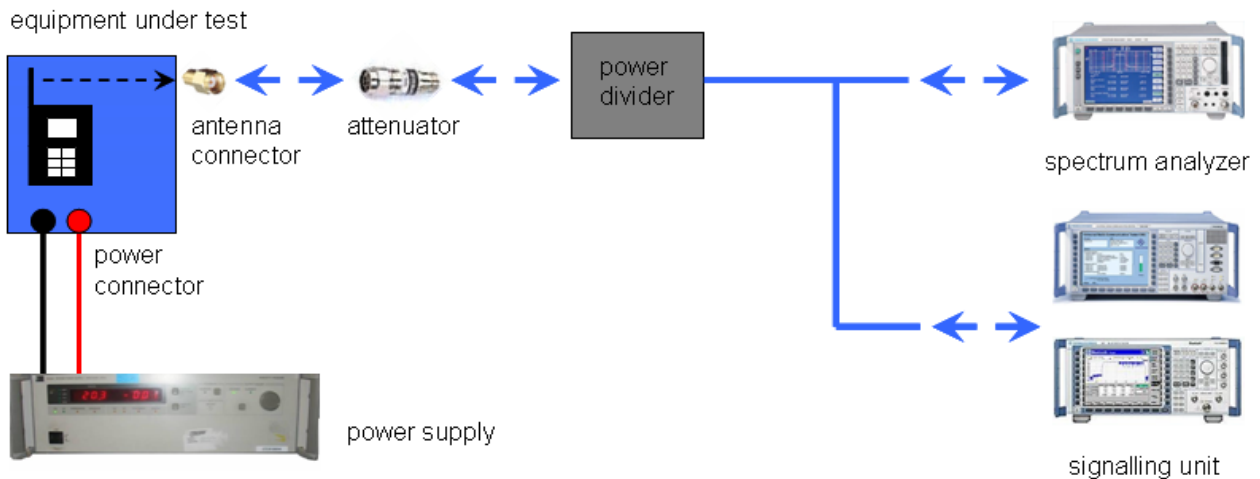 equipment under test
power
divider
antenna
connector
attenuator
spectrum analyzer
power
connector
power supply
signalling unit